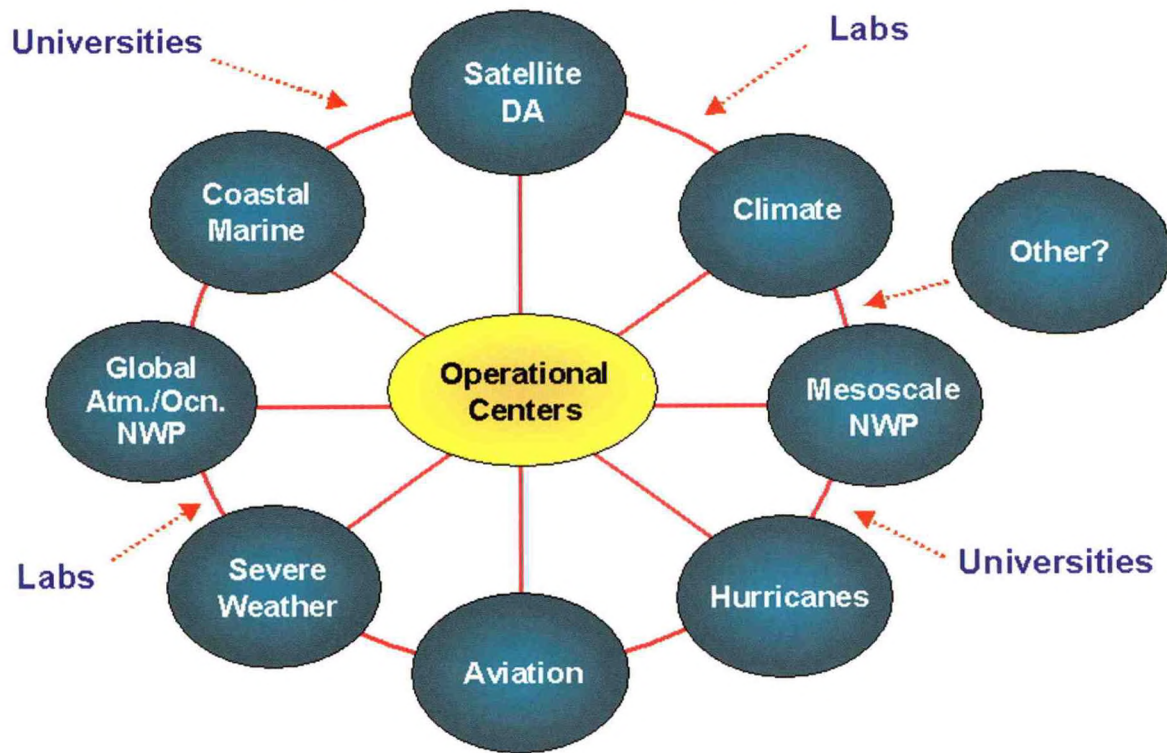 Universities
Labs
Satellite
DA
Coastal
Marine
Climate
Other?
Global
Atm./Ocn.
NWP
Operational
Centers
Mesoscale
NWP
Labs
Severe
Weather
Hurricanes
Universities
Aviation